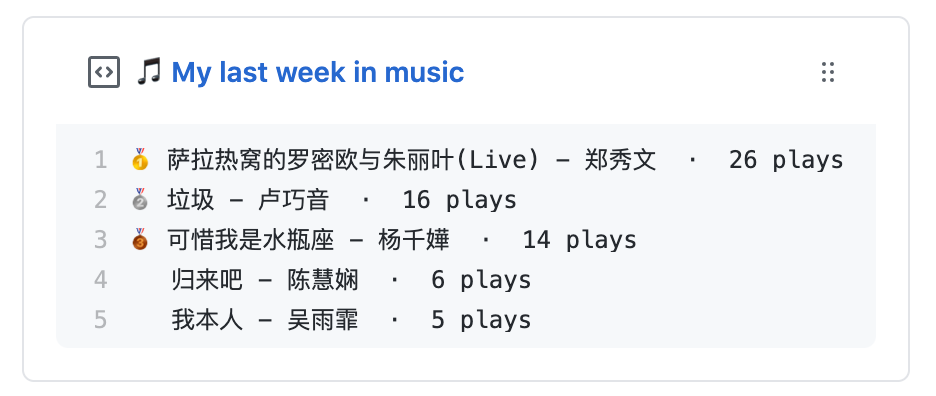 🎵 My last week in music
1 🥇 萨拉热窝的罗密欧与朱丽叶(Live) – 郑秀文 · 26 plays
2 🥈 垃圾 – 卢巧音 · 16 plays
3 🥉 可惜我是水瓶座 – 杨千嬅 · 14 plays
4 归来吧 – 陈慧娴 · 6 plays
5 我本人 – 吴雨霏 · 5 plays